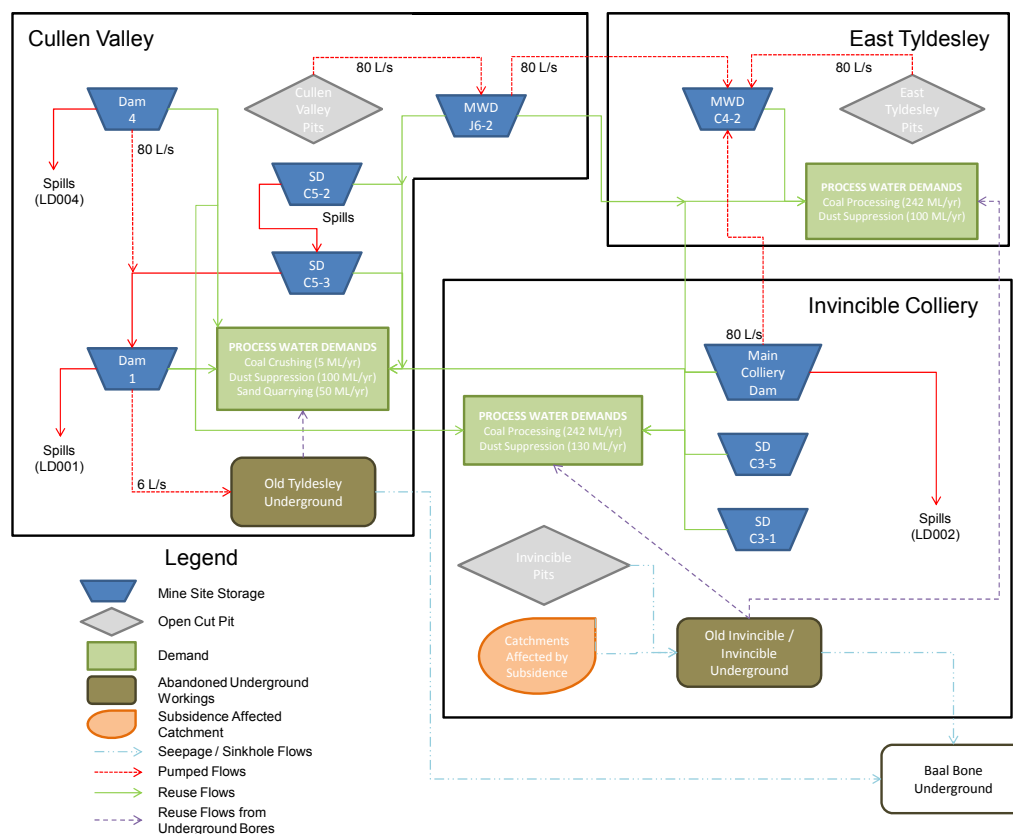 Cullen Valley
East Tyldesley
80 L/s
80 L/s
80 L/s
Dam
4
Cullen
Valley
Pits
MWD
J6-2
MWD
C4-2
East
Tyldesley
Pits
80 L/s
Spills
(LD004)
SD
C5-2
Spills
SD
C5-3
PROCESS WATER DEMANDS
Coal Processing (242 ML/yr)
Dust Suppression (100 ML/yr)
Invincible Colliery
80 L/s
Dam
1
PROCESS WATER DEMANDS
Coal Crushing (5 ML/yr)
Dust Suppression (100 ML/yr)
Sand Quarrying (50 ML/yr)
Main
Colliery
Dam
PROCESS WATER DEMANDS
Coal Processing (242 ML/yr)
Dust Suppression (130 ML/yr)
Spills
(LD001)
SD
C3-5
6 L/s
Old Tyldesley
Underground
SD
C3-1
Spills
(LD002)
Invincible
Pits
Catchments
Affected by
Subsidence
Old Invincible /
Invincible
Underground
Baal Bone
Underground
Legend
Mine Site Storage
Open Cut Pit
Demand
Abandoned Underground
Workings
Subsidence Affected
Catchment
Seepage / Sinkhole Flows
Pumped Flows
Reuse Flows
Reuse Flows from
Underground Bores